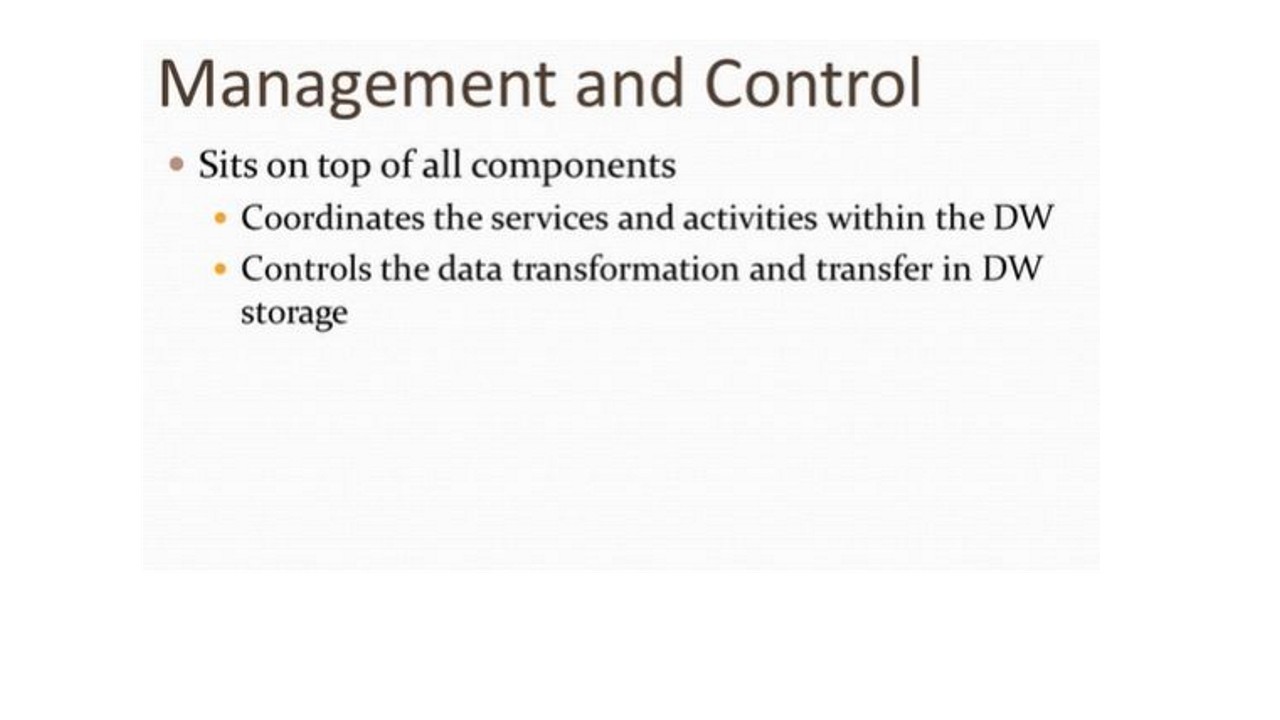 Management and Control
Sits on top of all components
Coordinates the services and activities within the DW
Controls the data transformation and transfer in DW
storage